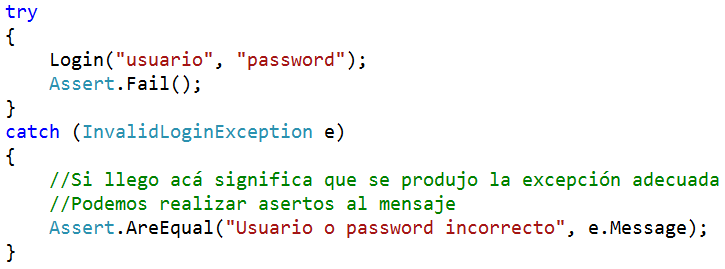 try
{
    Login("usuario", "password");
    Assert.Fail();
}
catch (InvalidLoginException e)
{
    //Si llego acá significa que se produjo la excepción adecuada
    //Podemos realizar asertos al mensaje
    Assert.AreEqual("Usuario o password incorrecto", e.Message);
}